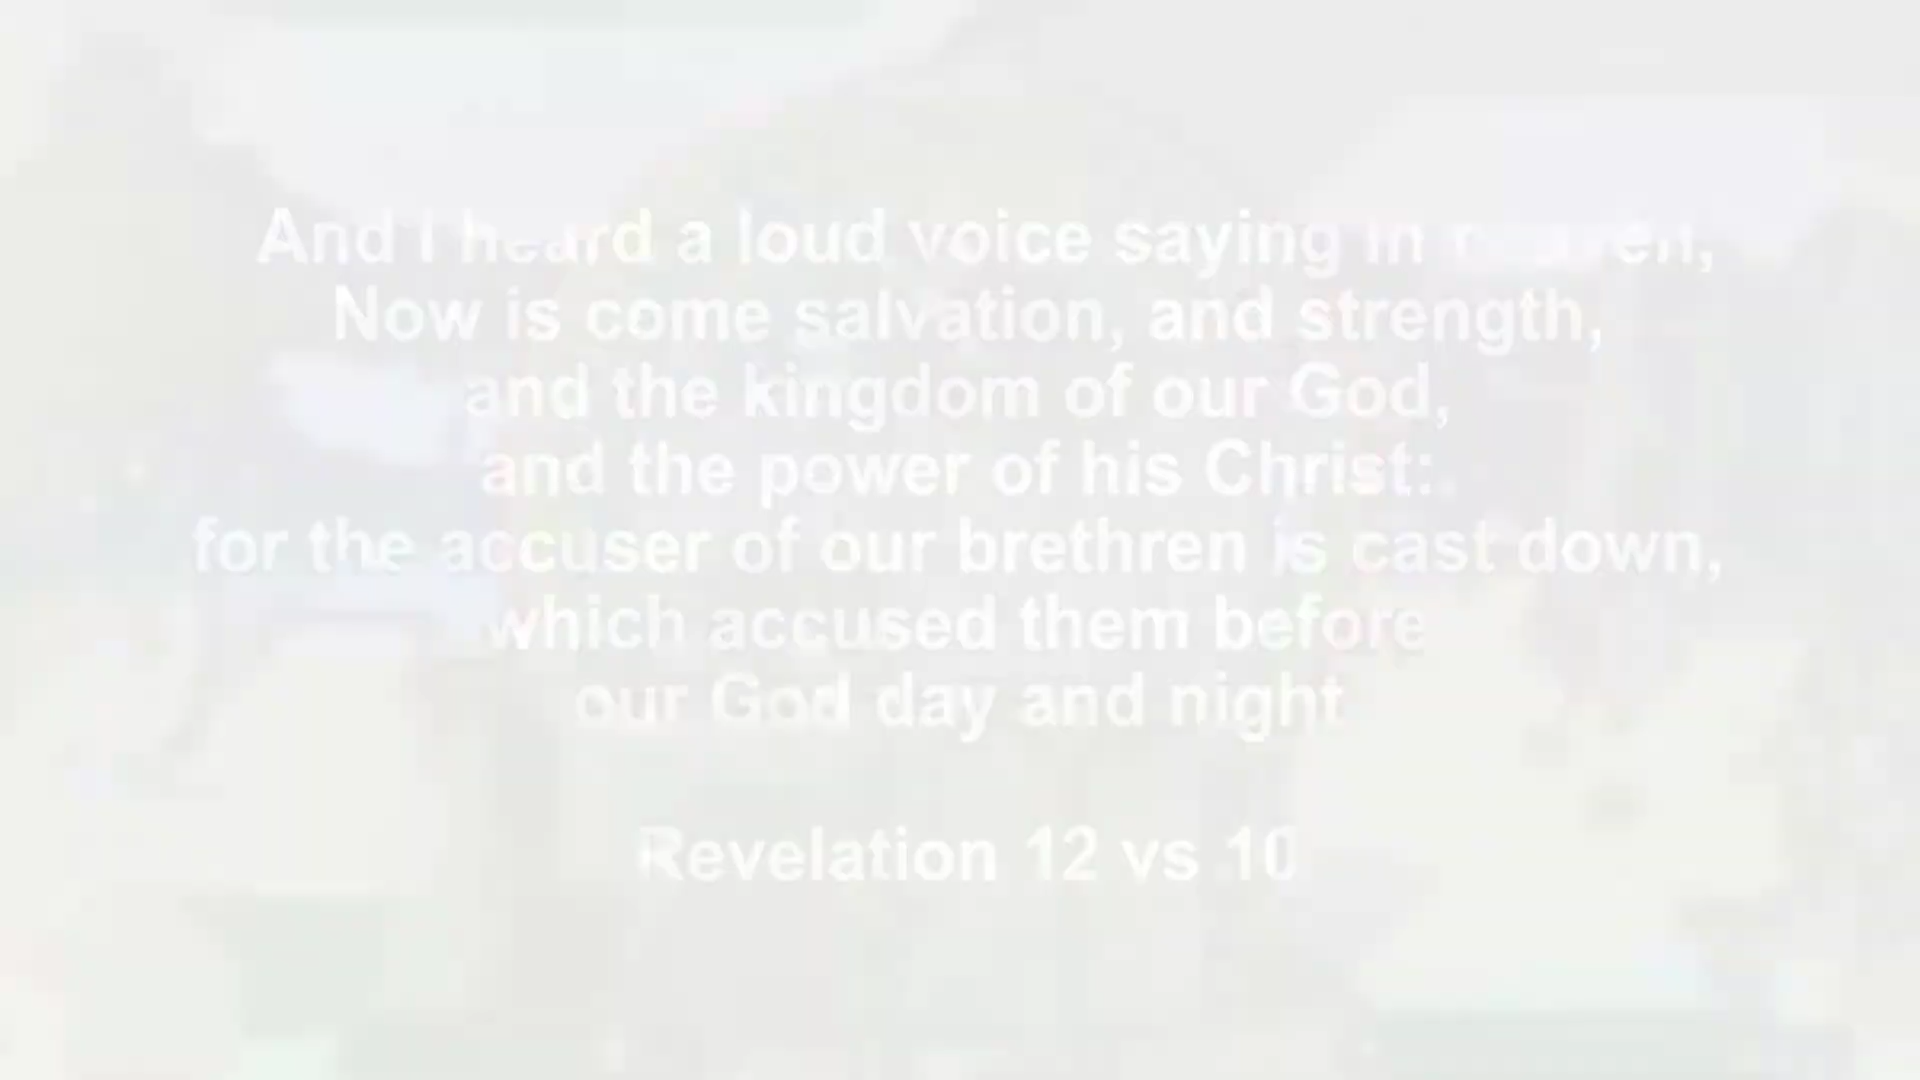 And I heard a loud voice saying in heaven,
Now is come salvation, and strength,
and the kingdom of our God,
and the power of his Christ:
for the accuser of our brethren is cast down,
which accused them before
our God day and night
Revelation 12 vs 10